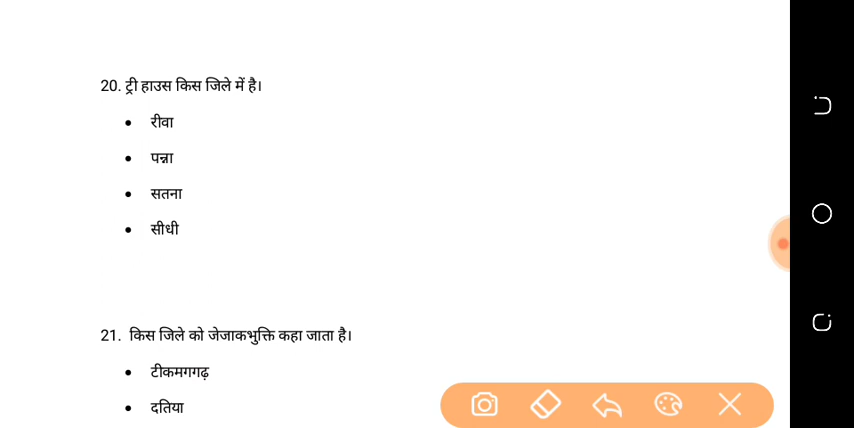 20. ट्री हाउस किस जिले में है।
• रीवा
• पन्ना
• सतना
• सीधी
21. किस जिले को जेजाकभुक्ति कहा जाता है।
• टीकमगगढ़
• दतिया